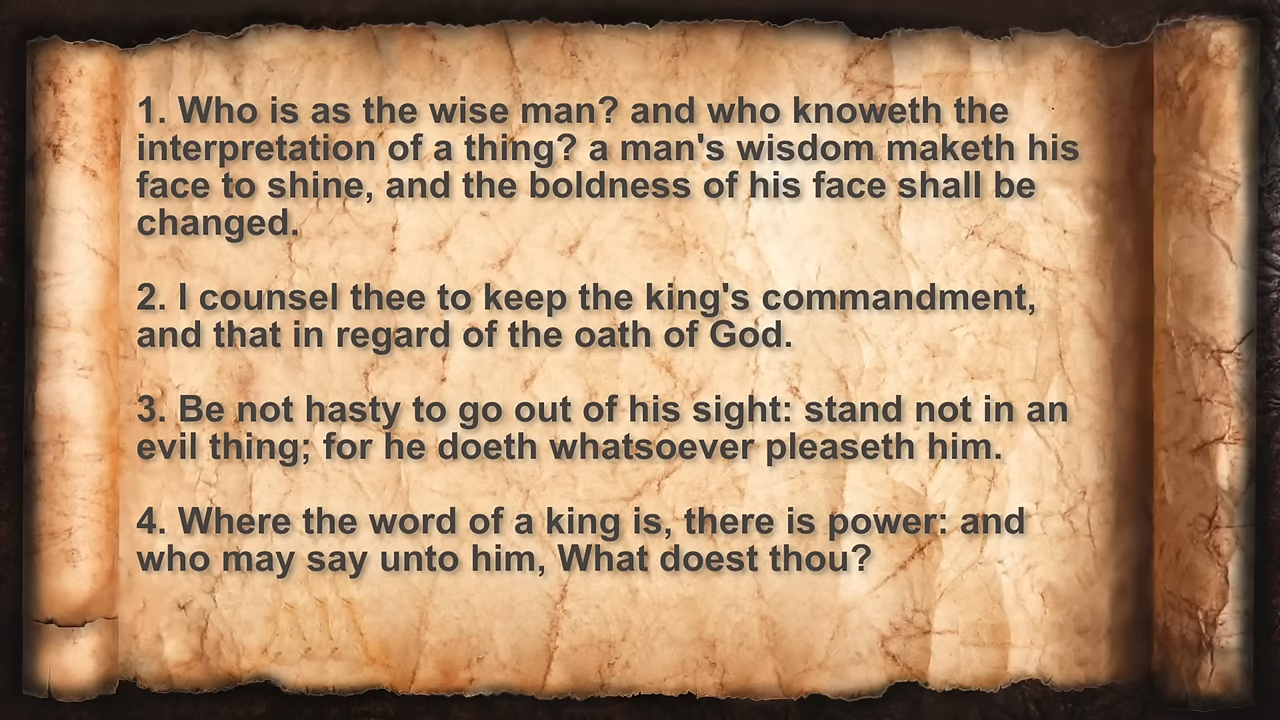 1. Who is as the wise man? and who knoweth the
interpretation of a thing? a man's wisdom maketh his
face to shine, and the boldness of his face shall be
changed.
2. I counsel thee to keep the king's commandment,
and that in regard of the oath of God.
3. Be not hasty to go out of his sight: stand not in an
evil thing; for he doeth whatsoever pleaseth him.
4. Where the word of a king is, there is power: and
who may say unto him, What doest thou?